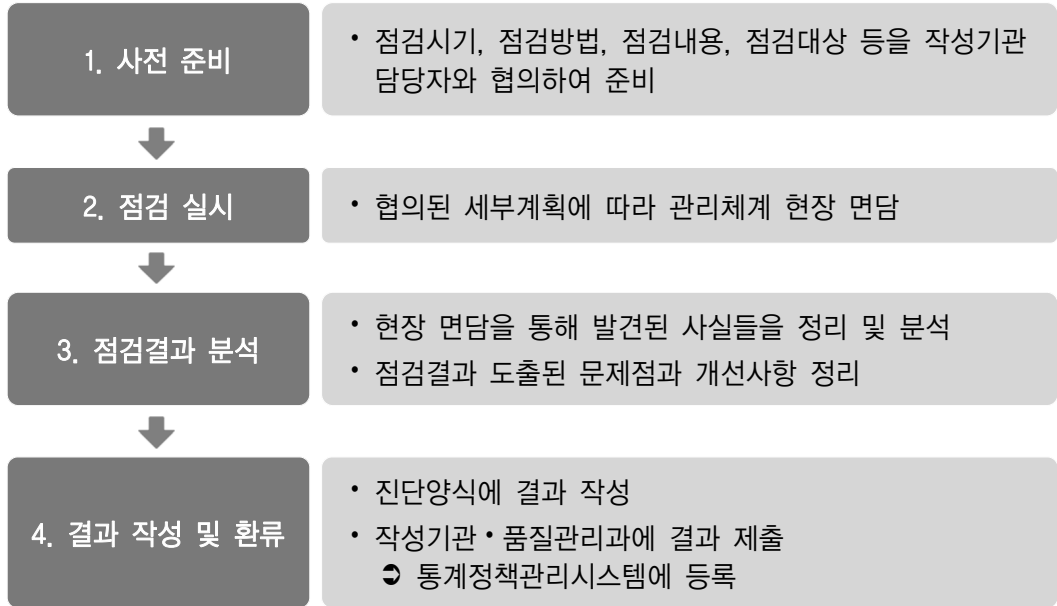 1. 사전 준비
• 점검시기, 점검방법, 점검내용, 점검대상 등을 작성기관
담당자와 협의하여 준비
2. 점검 실시
• 협의된 세부계획에 따라 관리체계 현장 면담
3. 점검결과 분석
• 현장 면담을 통해 발견된 사실들을 정리 및 분석
• 점검결과 도출된 문제점과 개선사항 정리
4. 결과 작성 및 환류
• 진단양식에 결과 작성
• 작성기관•품질관리과에 결과 제출
➲ 통계정책관리시스템에 등록